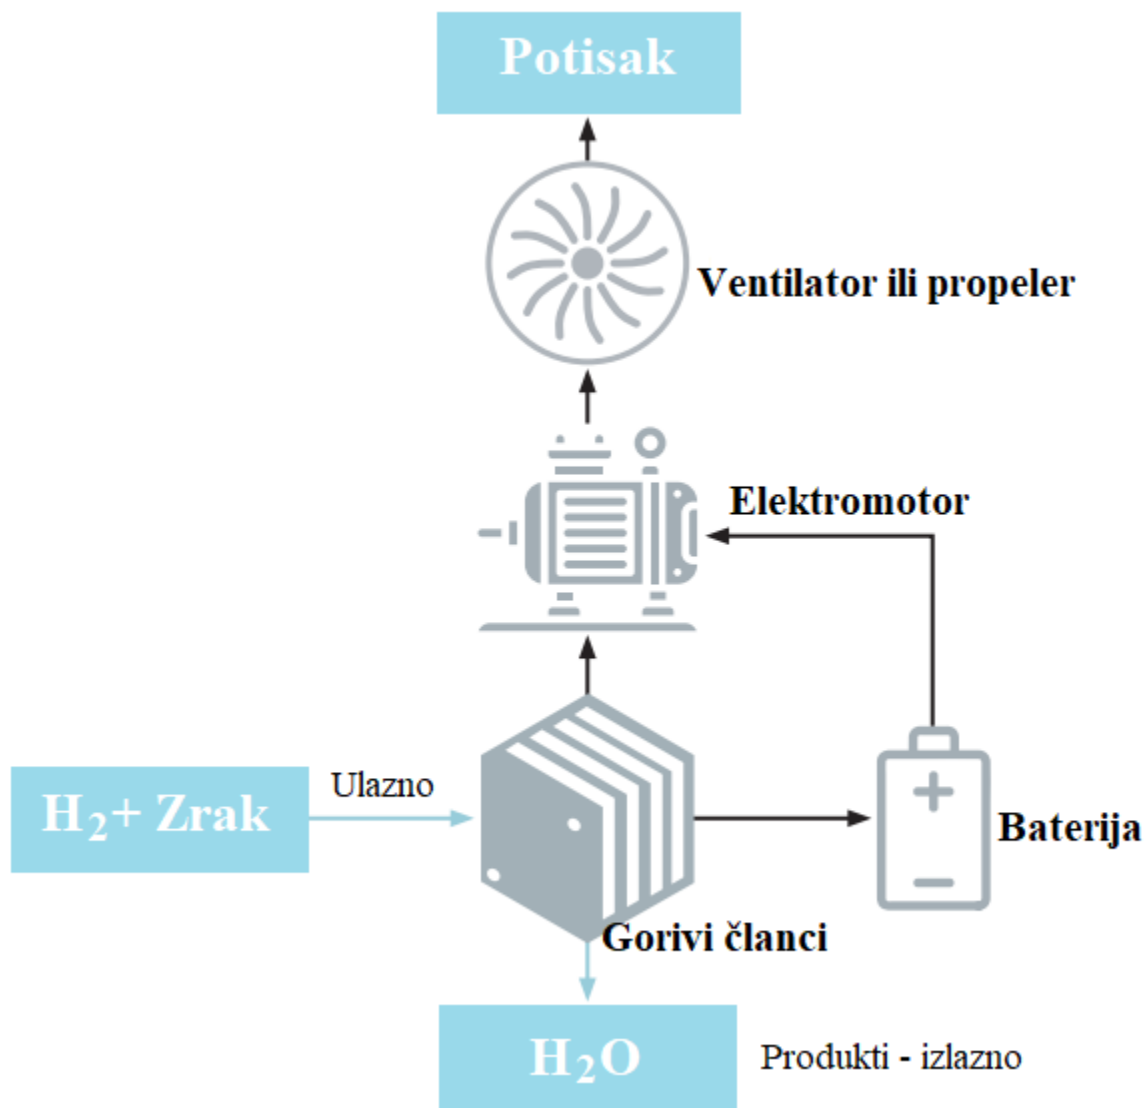 Potisak
Ventilator ili propeler
Elektromotor
Ulazno
H₂+ Zrak
Baterija
Gorivi članci
H₂O
Produkti - izlazno